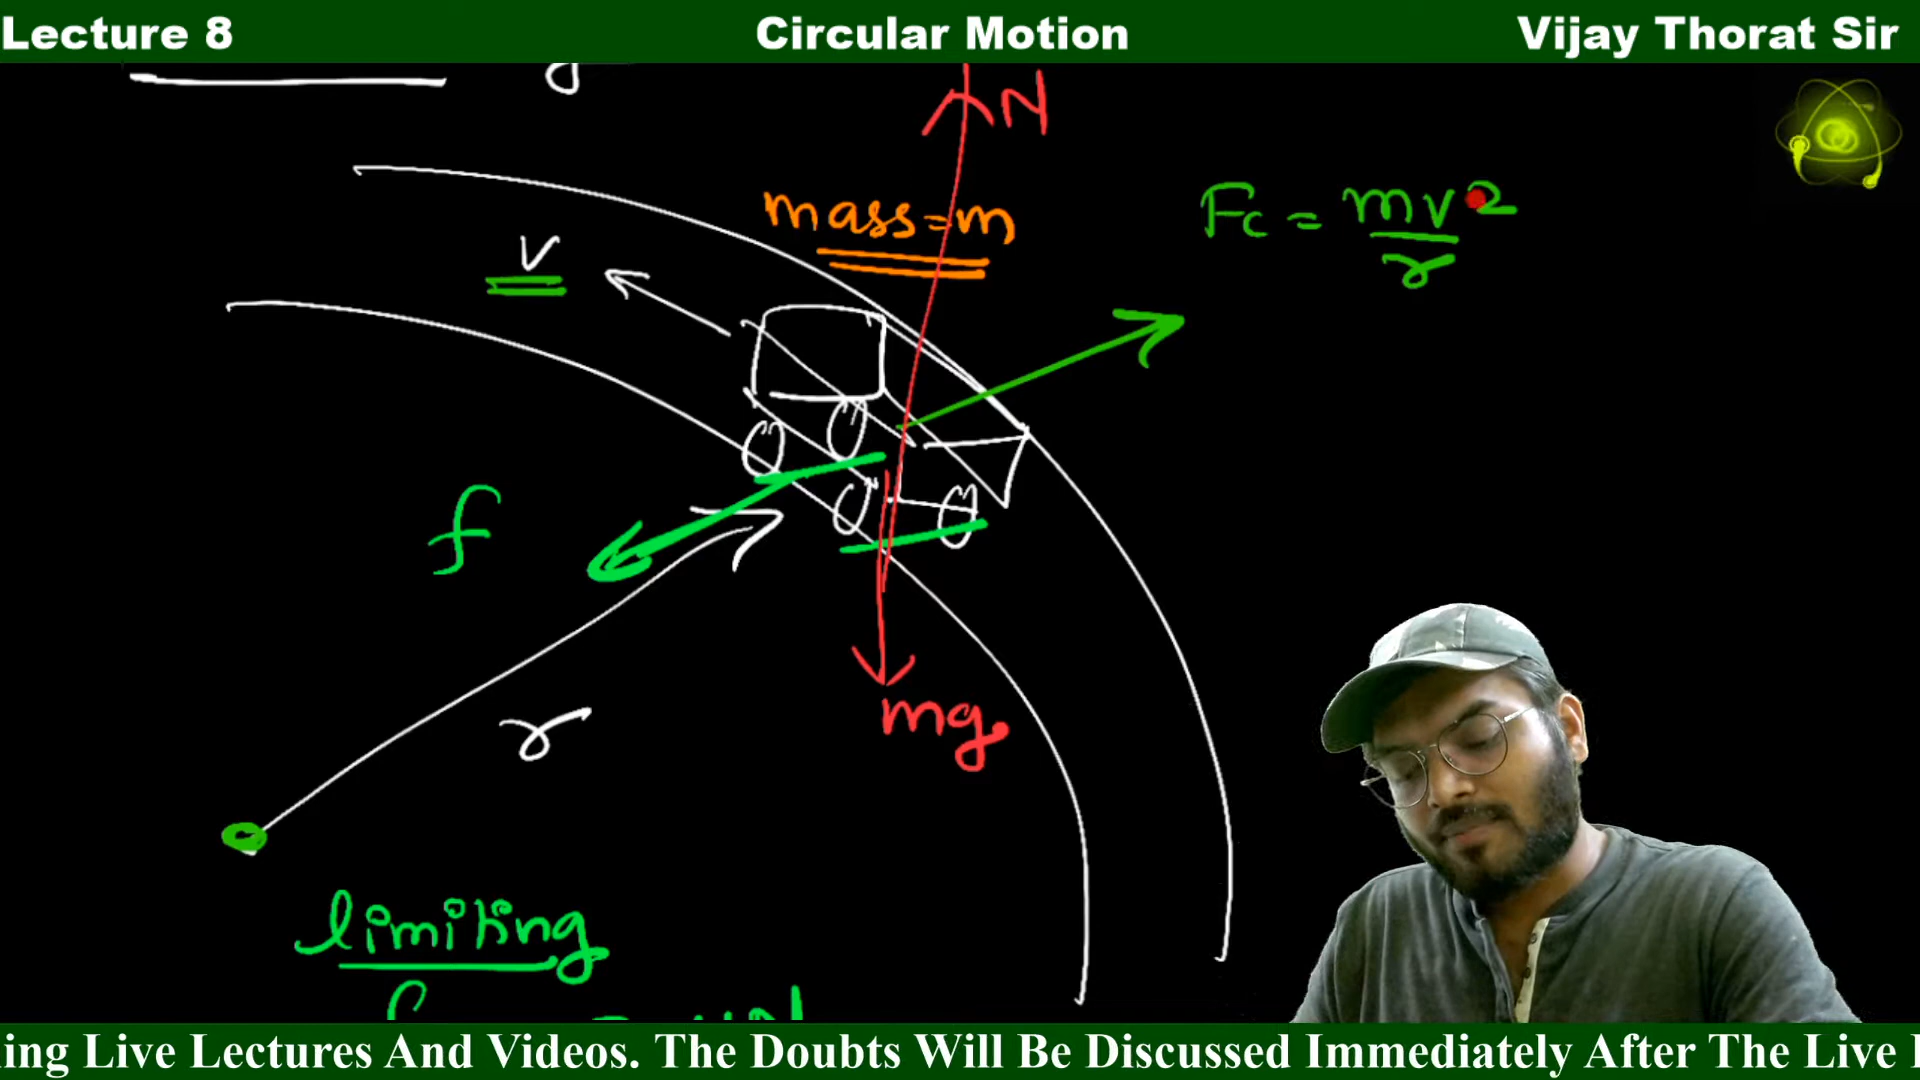 Lecture 8
Circular Motion
Vijay Thorat Sir
N
mass=m
Fc = mv2
r
v
f
r
mg
limiting
ing Live Lectures And Videos. The Doubts Will Be Discussed Immediately After The Live